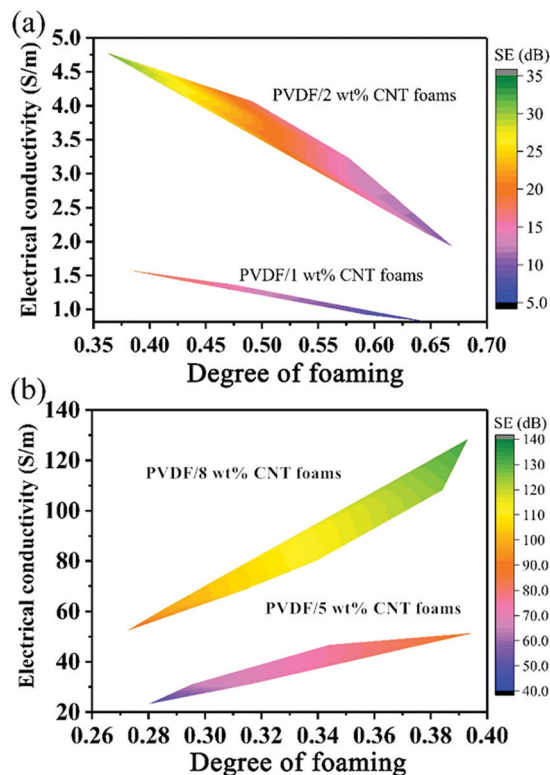 (a)
SE (dB)
5.0
4.5
4.0
3.5
3.0
2.5
2.0
1.5
1.0
Electrical conductivity (S/m)
PVDF/2 wt% CNT foams
PVDF/1 wt% CNT foams
35
30
25
20
15
10
5.0
0.35 0.40 0.45 0.50 0.55 0.60 0.65 0.70
Degree of foaming
(b)
SE (dB)
140
120
100
80
60
40
20
Electrical conductivity (S/m)
PVDF/8 wt% CNT foams
PVDF/5 wt% CNT foams
140
130
120
110
100
90.0
80.0
70.0
60.0
50.0
40.0
0.26 0.28 0.30 0.32 0.34 0.36 0.38 0.40
Degree of foaming